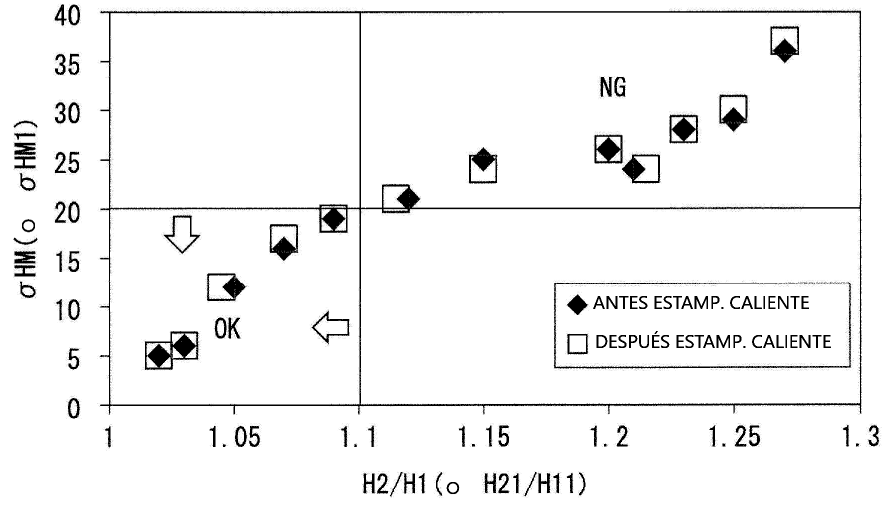 40
35
30
25
20
15
10
5
0
σHM(o σHM1)
NG
OK
ANTES ESTAMP. CALIENTE
DESPUÉS ESTAMP. CALIENTE
1 1.05 1.1 1.15 1.2 1.25 1.3
H2/H1(o H21/H11)